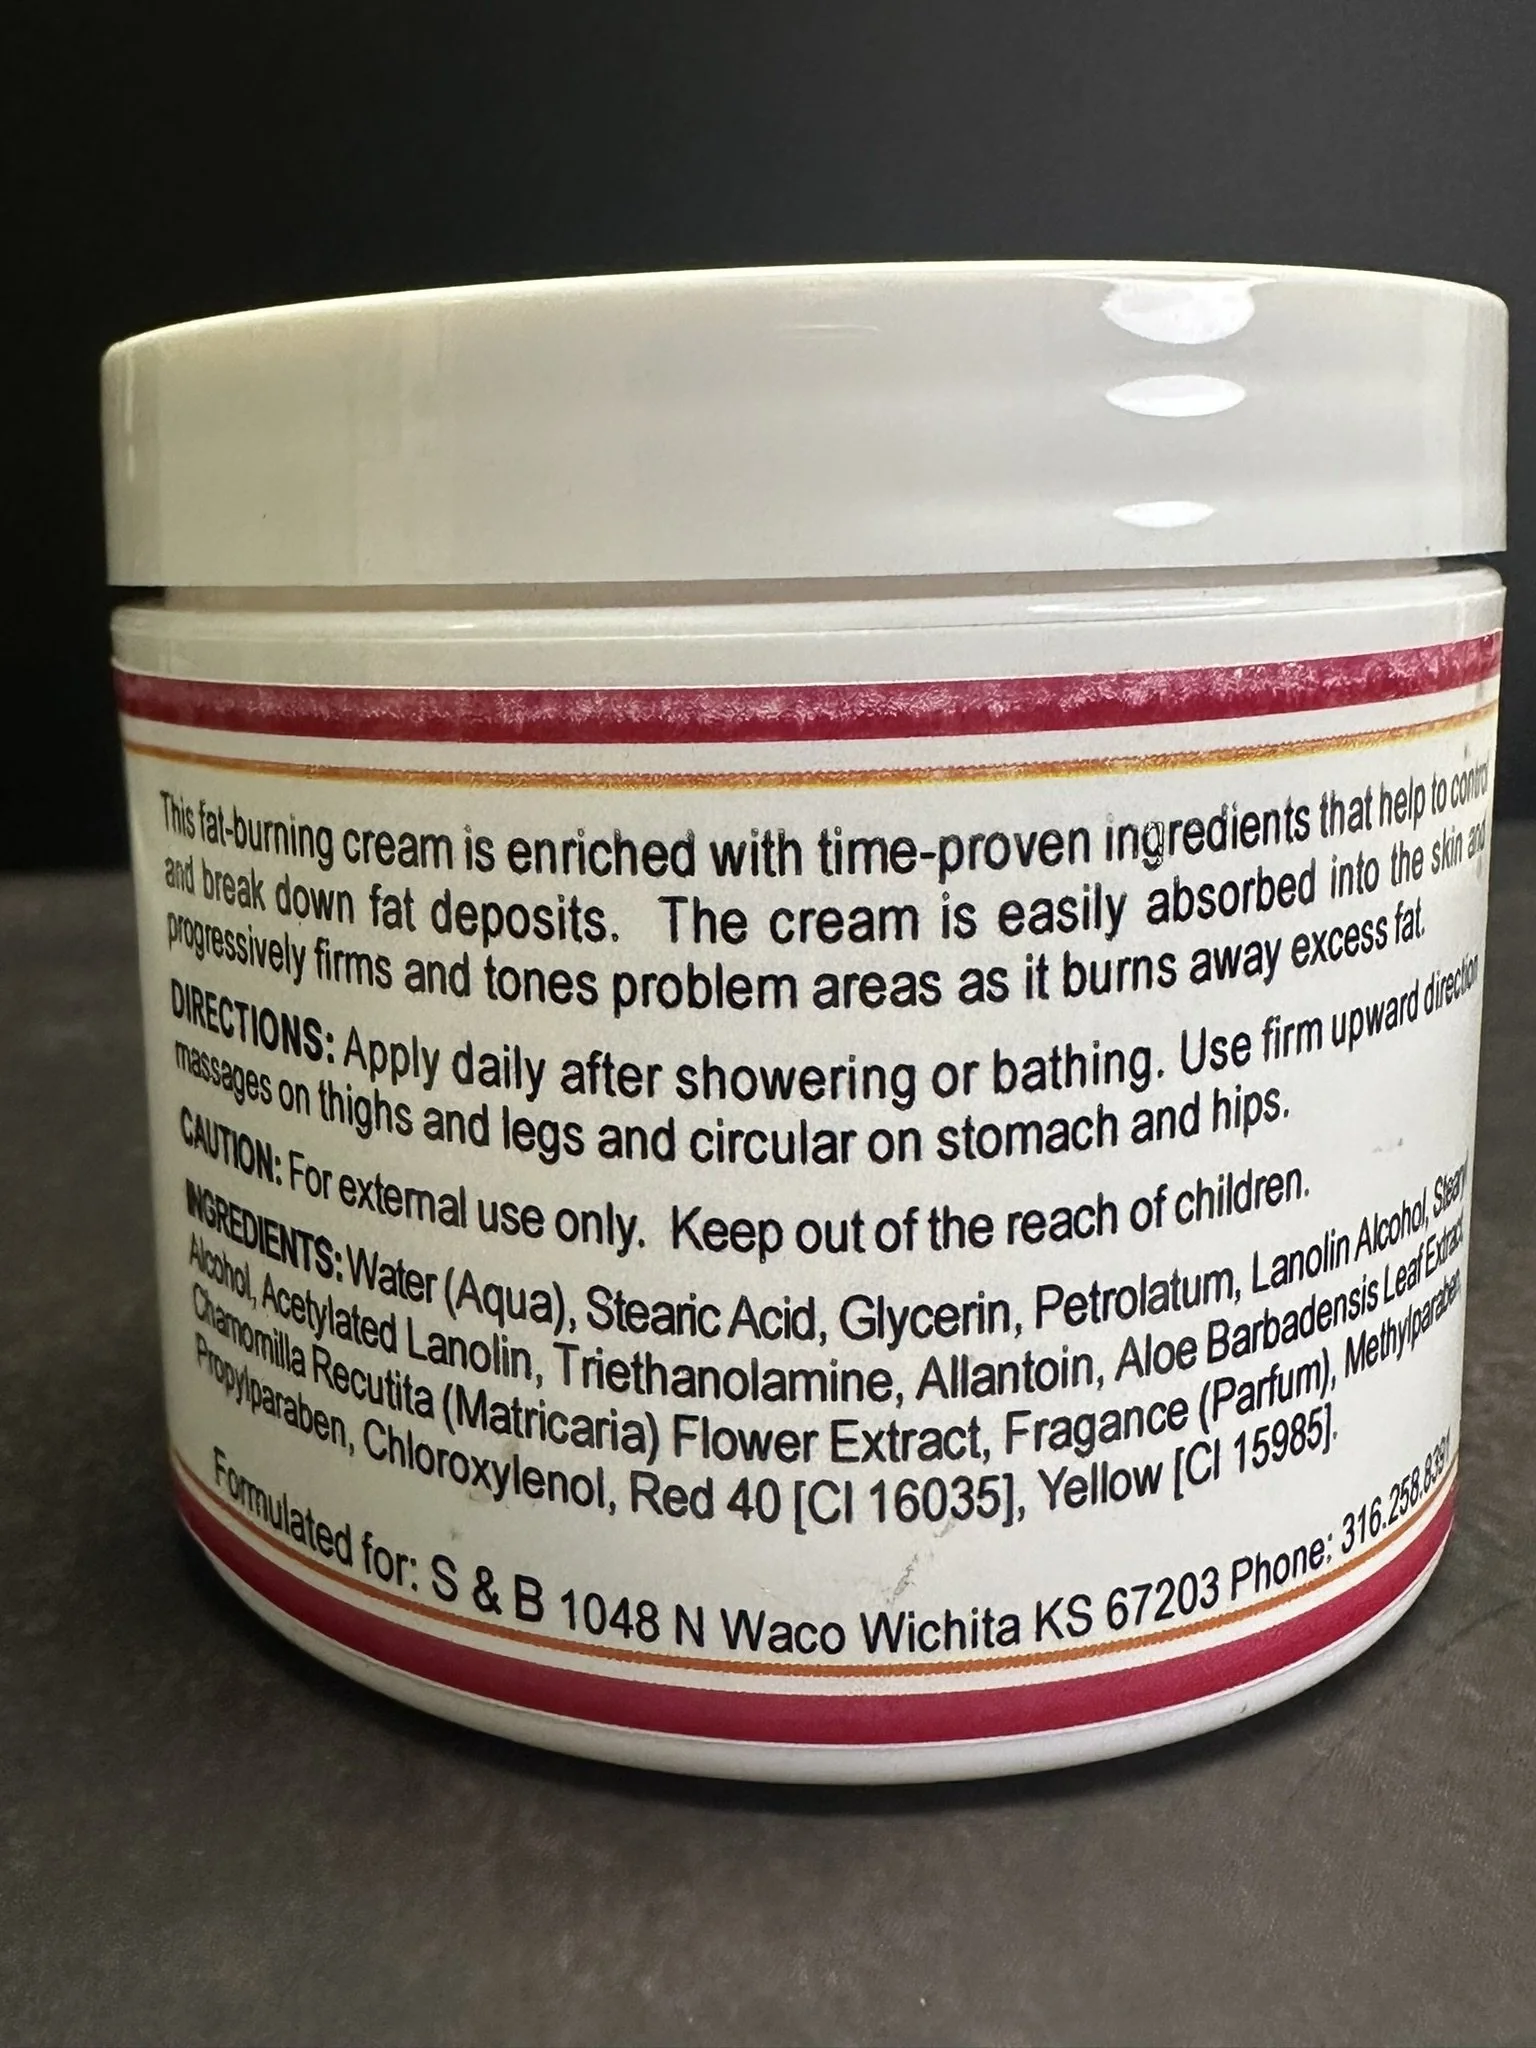 This fat-burning cream is enriched with time-proven ingredients that help to control
and break down fat deposits. The cream is easily absorbed into the skin and
progressively firms and tones problem areas as it burns away excess fat.
DIRECTIONS: Apply daily after showering or bathing. Use firm upward direction
massages on thighs and legs and circular on stomach and hips.
CAUTION: For external use only. Keep out of the reach of children.
INGREDIENTS: Water (Aqua), Stearic Acid, Glycerin, Petrolatum, Lanolin Alcohol, Stearyl
Alcohol, Acetylated Lanolin, Triethanolamine, Allantoin, Aloe Barbadensis Leaf Extract,
Chamomilla Recutita (Matricaria) Flower Extract, Fragance (Parfum), Methylparaben,
Propylparaben, Chloroxylenol, Red 40 [CI 16035], Yellow [CI 15985].
Formulated for: S & B 1048 N Waco Wichita KS 67203 Phone: 316.258.8391